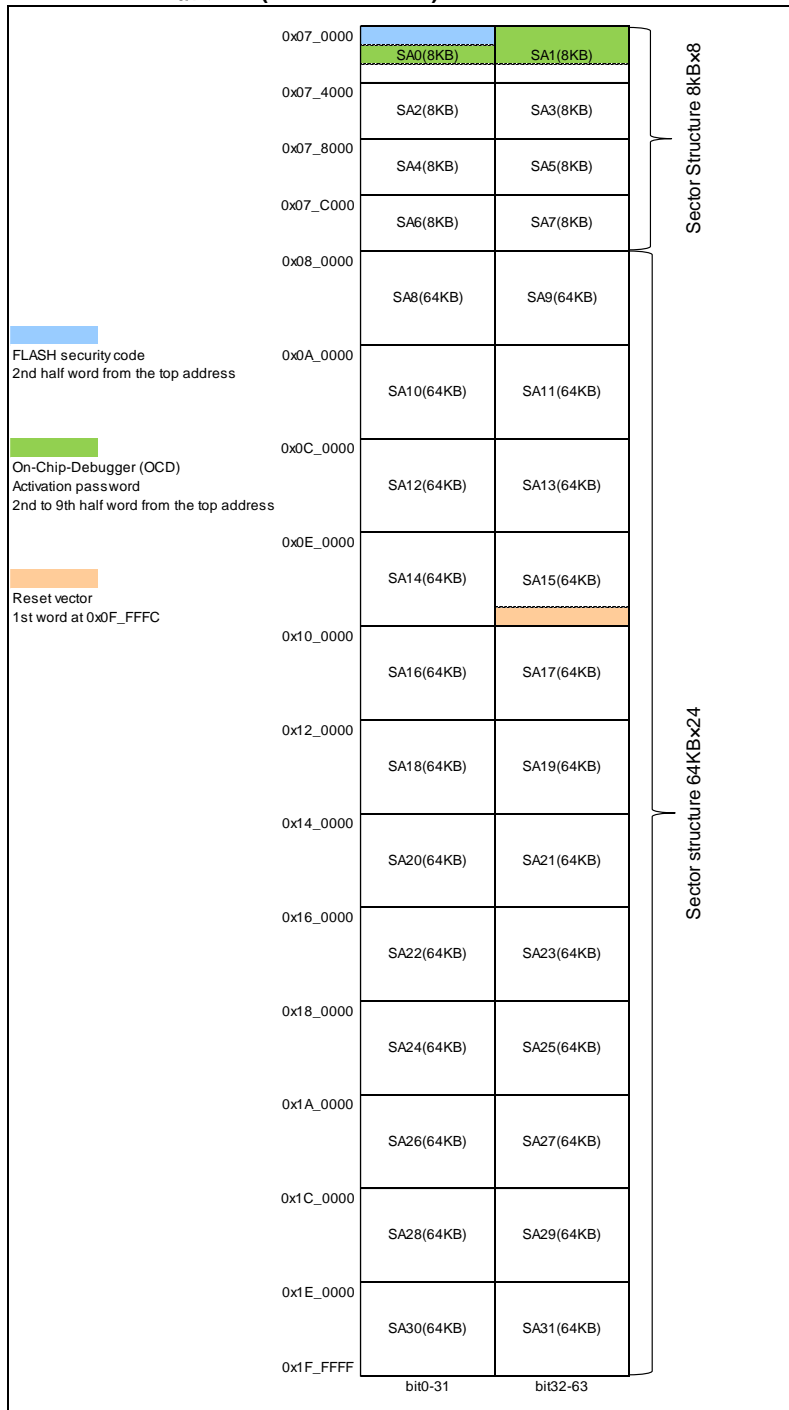 0x07_0000
SA0(8KB) SA1(8KB)
0x07_4000
SA2(8KB) SA3(8KB)
0x07_8000
SA4(8KB) SA5(8KB)
0x07_C000
SA6(8KB) SA7(8KB)
Sector Structure 8kBx8
0x08_0000
SA8(64KB) SA9(64KB)
FLASH security code
2nd half word from the top address
0x0A_0000
SA10(64KB) SA11(64KB)
0x0C_0000
On-Chip-Debugger (OCD)
Activation password
2nd to 9th half word from the top address
SA12(64KB) SA13(64KB)
0x0E_0000
SA14(64KB) SA15(64KB)
Reset vector
1st word at 0x0F_FFFC
0x10_0000
SA16(64KB) SA17(64KB)
0x12_0000
SA18(64KB) SA19(64KB)
0x14_0000
Sector structure 64KBx24
SA20(64KB) SA21(64KB)
0x16_0000
SA22(64KB) SA23(64KB)
0x18_0000
SA24(64KB) SA25(64KB)
0x1A_0000
SA26(64KB) SA27(64KB)
0x1C_0000
SA28(64KB) SA29(64KB)
0x1E_0000
SA30(64KB) SA31(64KB)
0x1F_FFFF
bit0-31 bit32-63